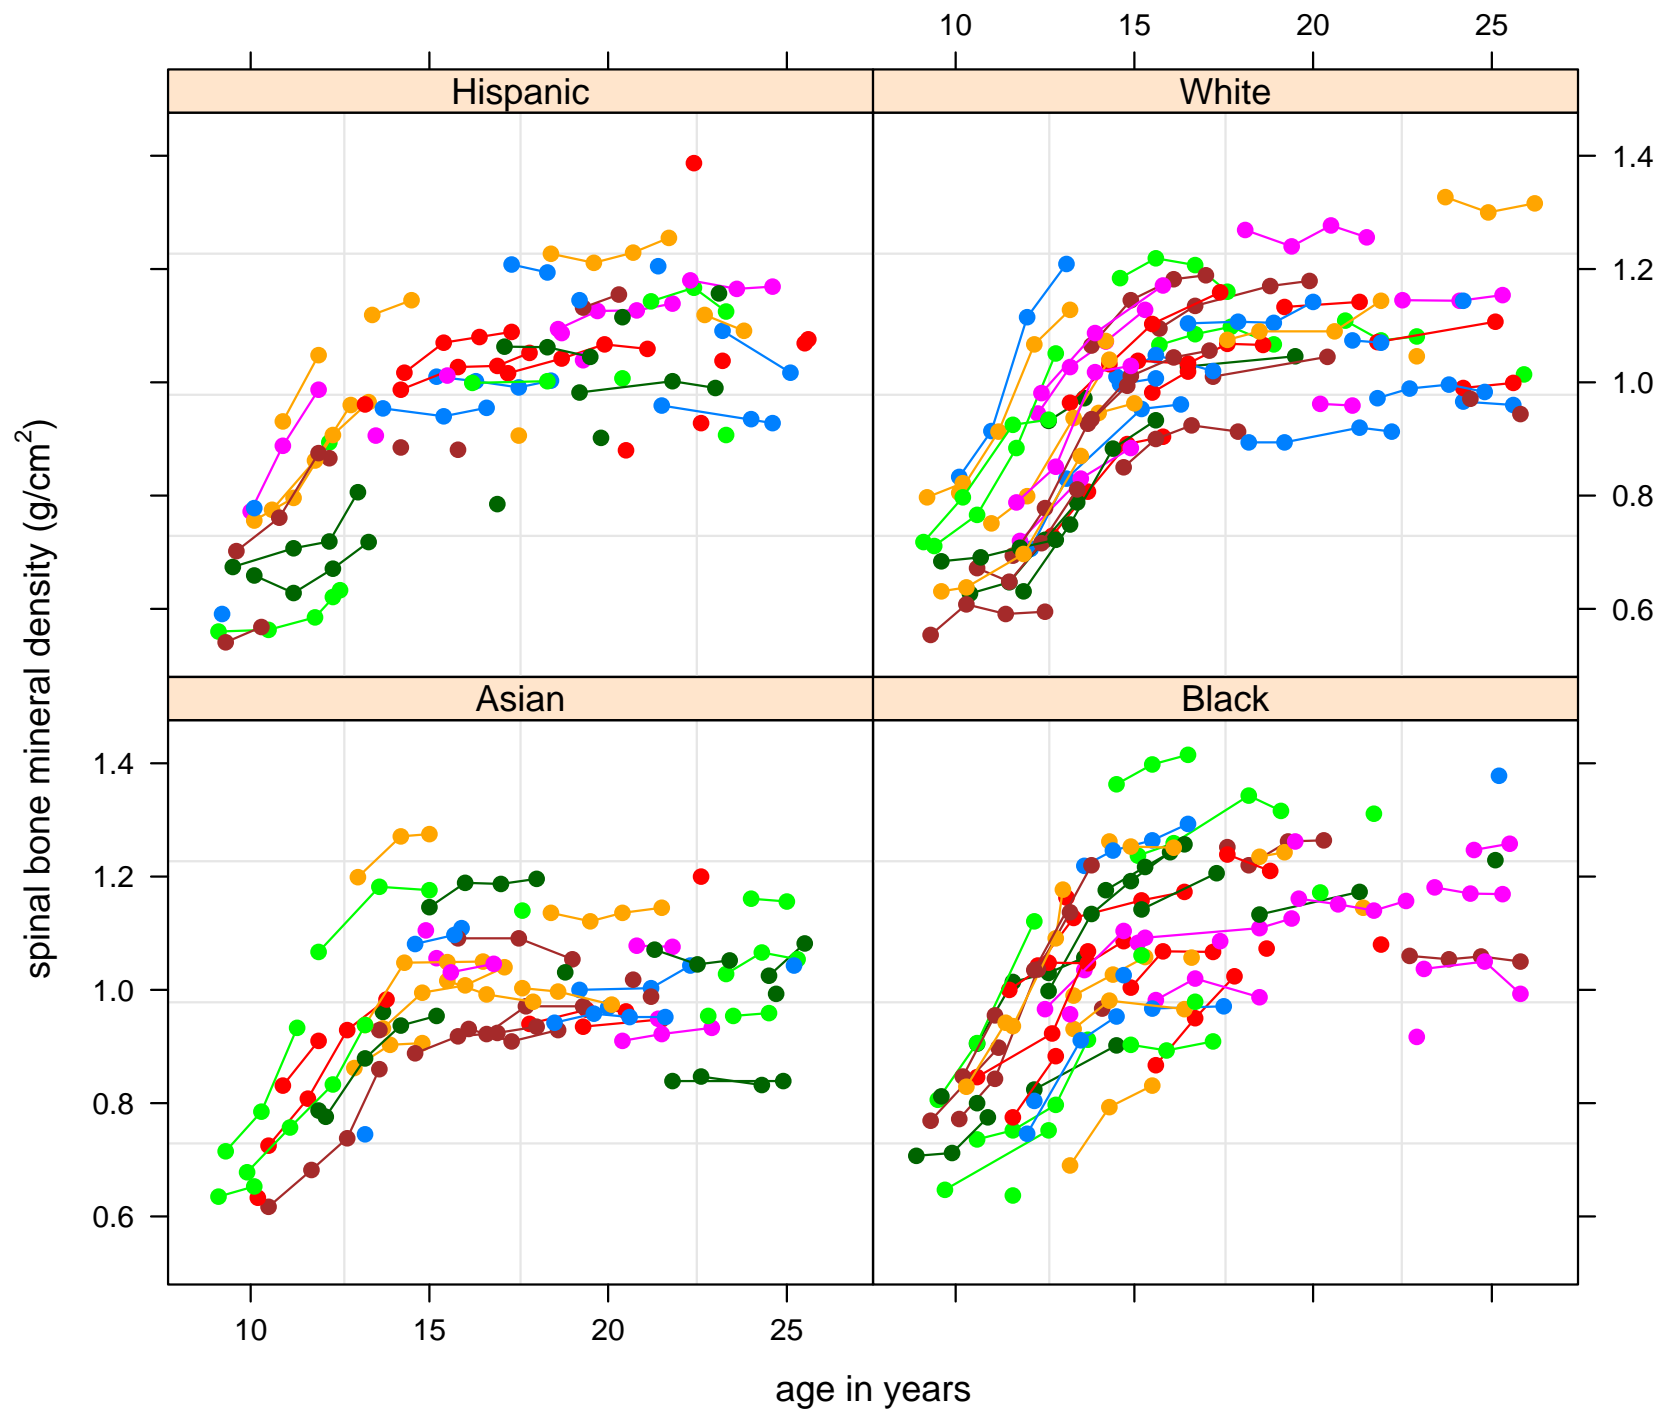 10 15 20 25
Hispanic White
1.4
1.2
1.0
0.8
0.6
Asian Black
1.4
1.2
1.0
0.8
0.6
10 15 20 25
age in years
spinal bone mineral density (g/cm²)